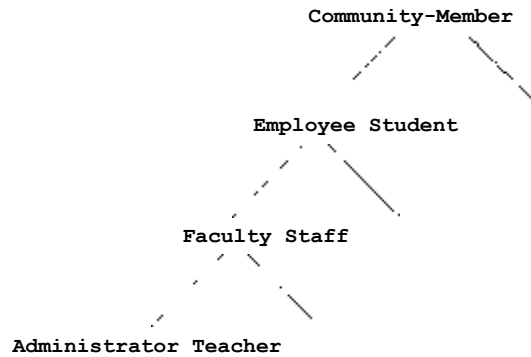 Community-Member
Employee Student
Faculty Staff
Administrator Teacher